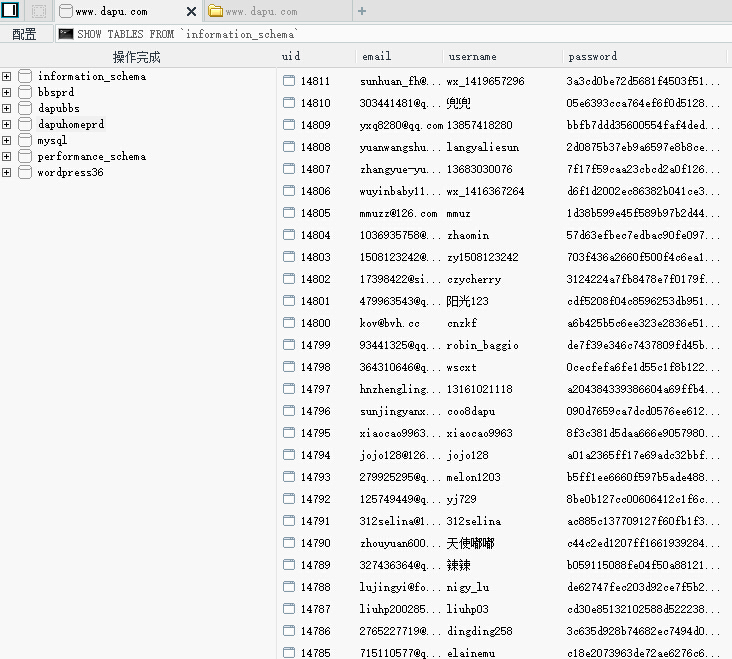 www. dapu. com
www. dapu. com
配置
SHOW TABLES FROM `information_schema`
操作完成
information_schema
bbsprd
dapubbs
dapuhomeprd
mysql
performance_schema
wordpress36
uid email username password
14811 sunhuan_fh@... wx_1419657296 3a3cd0be72d5681f4503f51...
14810 303441481@q... 兜兜 05e6393cca764ef6f0d5128...
14809 yxq8280@qq.com 13857418280 bbfb7ddd35600554faf4ded...
14808 yuanwangshu... langyaliesun 2d0875b37eb9a6597e8b8ce...
14807 zhangyue-yu... 13683030076 7f17f59caa23cbcd2a0f126...
14806 wuyinbaby11... wx_1416367264 d6f1d2002ec86382b041ce3...
14805 mmuzz@126.com mmuz 1d38b599e45f589b97b2d44...
14804 1036935758@... zhaomin 57d63efbec7edbac90fe097...
14803 1508123242@... zy1508123242 703f436a2660f500f4c6ea1...
14802 17398422@si... czycherry 3124224a7fb8478e7f0179f...
14801 479963543@q... 阳光123 cdf5208f04c8596253db951...
14800 kov@bvh.cc cnzkf a6b425b5c6ee323e2836e51...
14799 93441325@qq... robin_baggio de7f39e346c7437809fd45b...
14798 364310646@q... wscxt 0cecfefa6fe1d55c1f8b122...
14797 hnzhengling... 13161021118 a204384339386604a69ffb4...
14796 sunjingyanx... coo8dapu 090d7659ca7dcd0576ee612...
14795 xiaocao9963... xiaocao9963 8f3c381d5daa666e9057980...
14794 jojo128@126... jojo128 a01a2365ff17e69adc32bbf...
14793 279925295@q... melon1203 b5ff1ee6660f597b5ade488...
14792 125749449@q... yj729 8be0b127cc00606412c1f6c...
14791 312selina@1... 312selina ac885c137709127f60fb1f3...
14790 zhouyuan600... 天使嘟嘟 c44c2ed1207ff1661939284...
14789 327436364@q... 辣辣 b059115088fe04f50a88121...
14788 lujingyi@fo... nigy_lu de62747fec203d92ce7f5b2...
14787 liuhp200285... liuhp03 cd30e85132102588d522238...
14786 2765227719@... dingding258 3c635d928b74682ec7494d0...
14785 715110577@q... elainemu c18e2073963de72ae6276c6...